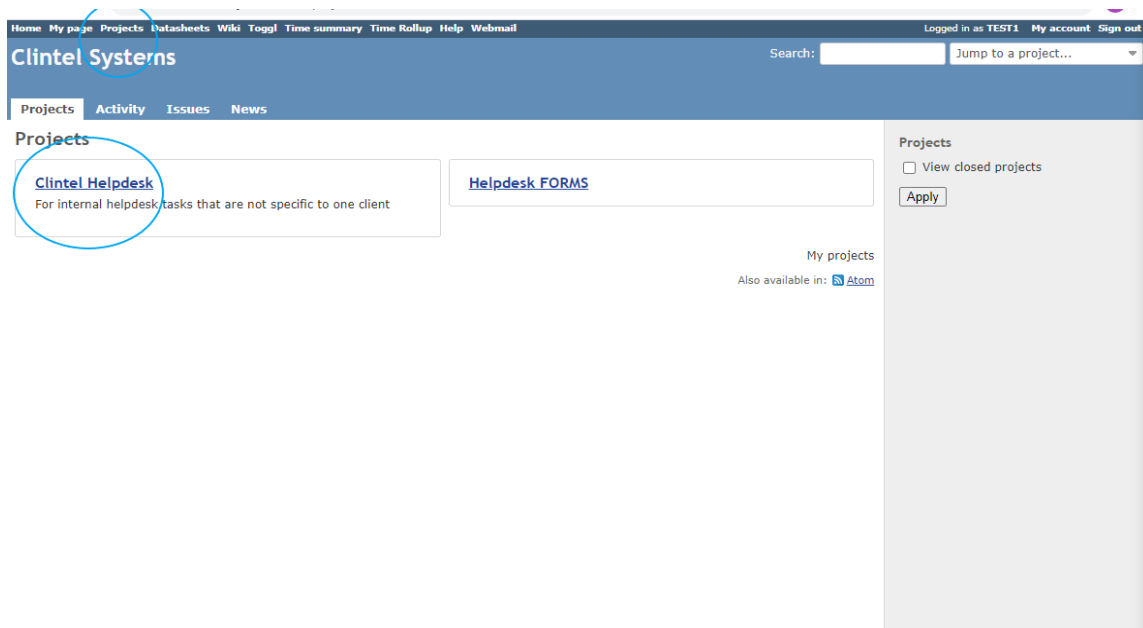 Home My page Projects Datasheets Wiki Toggl Time summary Time Rollup Help Webmail
Logged in as TEST1 My account Sign out
Clintel Systems
Search:
Jump to a project...
Projects Activity Issues News
Projects
Clintel Helpdesk
For internal helpdesk tasks that are not specific to one client
Helpdesk FORMS
My projects
Also available in: Atom
Projects
View closed projects
Apply